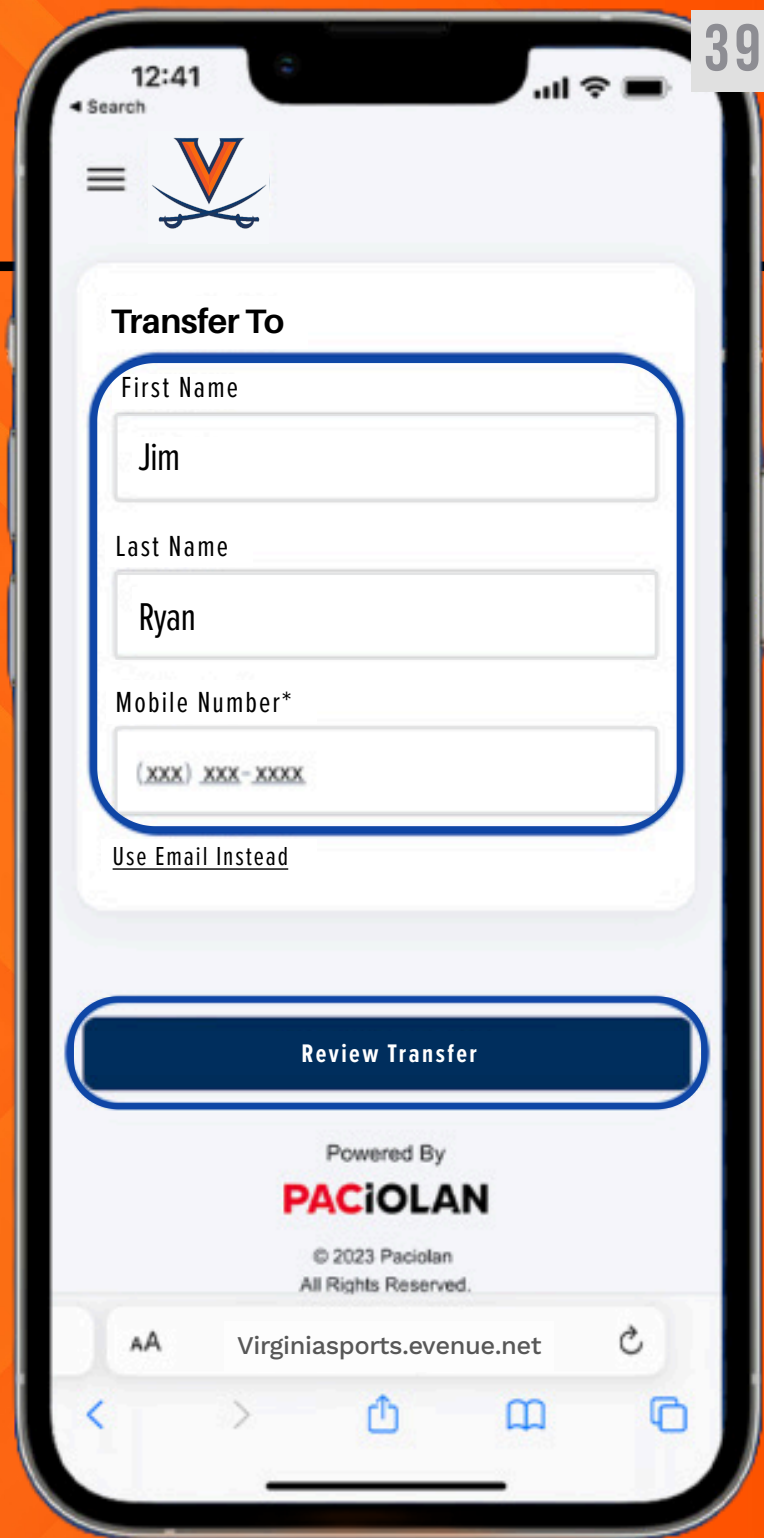 39
12:41
Search
V
Transfer To
First Name
Jim
Last Name
Ryan
Mobile Number*
(xxx) xxx-xxxx
Use Email Instead
Review Transfer
Powered By
PACiOLAN
© 2023 Paciolan
All Rights Reserved.
AA Virginiasports.evenue.net